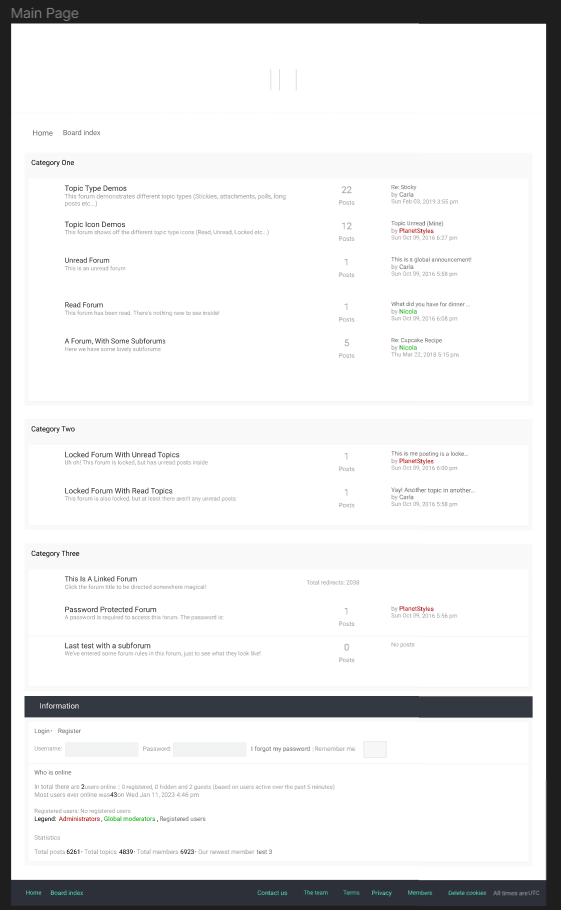 Main Page
Home Board index
Category One
Topic Type Demos
This forum demonstrates different topic types (Stickies, attachments, polls, long
posts etc...)
22
Posts
Re: Sticky
by Carla
Sun Feb 03, 2019 3:55 pm
Topic Icon Demos
This forum shows off the different topic type icons (Read, Unread, Locked etc...)
12
Posts
Topic Unread (Mine)
by PlanetStyles
Sun Oct 09, 2016 6:27 pm
Unread Forum
This is an unread forum
1
Posts
This is a global announcement!
by Carla
Sun Oct 09, 2016 5:58 pm
Read Forum
This forum has been read. There's nothing new to see inside!
1
Posts
What did you have for dinner ...
by Nicola
Sun Oct 09, 2016 6:08 pm
A Forum, With Some Subforums
Here we have some lovely subforums
5
Posts
Re: Cupcake Recipe
by Nicola
Thu Mar 22, 2018 5:15 pm
Category Two
Locked Forum With Unread Topics
Uh oh! This forum is locked, but has unread posts inside
1
Posts
This is me posting is a locke...
by PlanetStyles
Sun Oct 09, 2016 6:00 pm
Locked Forum With Read Topics
This forum is also locked, but at least there aren't any unread posts
1
Posts
Yay! Another topic in another...
by Carla
Sun Oct 09, 2016 5:58 pm
Category Three
This Is A Linked Forum
Click the forum title to be directed somewhere magical!
Total redirects: 2038
Password Protected Forum
A password is required to access this forum. The password is:
1
Posts
by PlanetStyles
Sun Oct 09, 2016 5:56 pm
Last test with a subforum
We've entered some forum rules in this forum, just to see what they look like!
0
Posts
No posts
Information
Login• Register
Username: Password: I forgot my password | Remember me
Who is online
In total there are 2users online :: 0 registered, 0 hidden and 2 guests (based on users active over the past 5 minutes)
Most users ever online was43on Wed Jan 11, 2023 4:46 pm
Registered users: No registered users
Legend: Administrators, Global moderators, Registered users
Statistics
Total posts 6261• Total topics 4839• Total members 6923• Our newest member test 3
Home Board index Contact us The team Terms Privacy Members Delete cookies All times are UTC